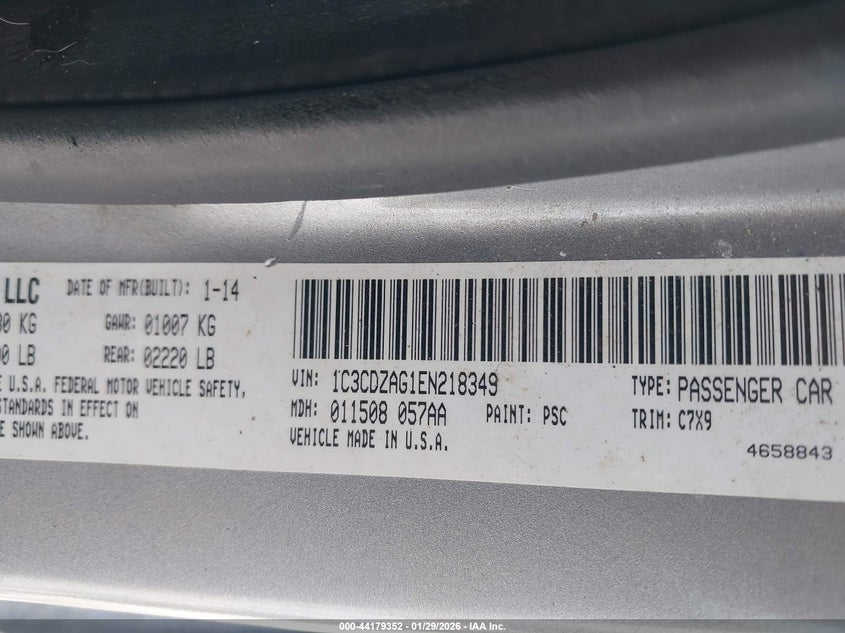 LLC DATE OF MFR(BUILT): 1-14
KG GAWR: 01007 KG
LB REAR: 02220 LB
U.S.A. FEDERAL MOTOR VEHICLE SAFETY,
STANDARDS IN EFFECT ON
SHOWN ABOVE.
VIN: 1C3CDZAG1EN218349 TYPE: PASSENGER CAR
MDH: 011508 057AA PAINT: PSC TRIM: C7X9
VEHICLE MADE IN U.S.A.
4658843
000-44179352 | 01/29/2026 - IAA Inc.